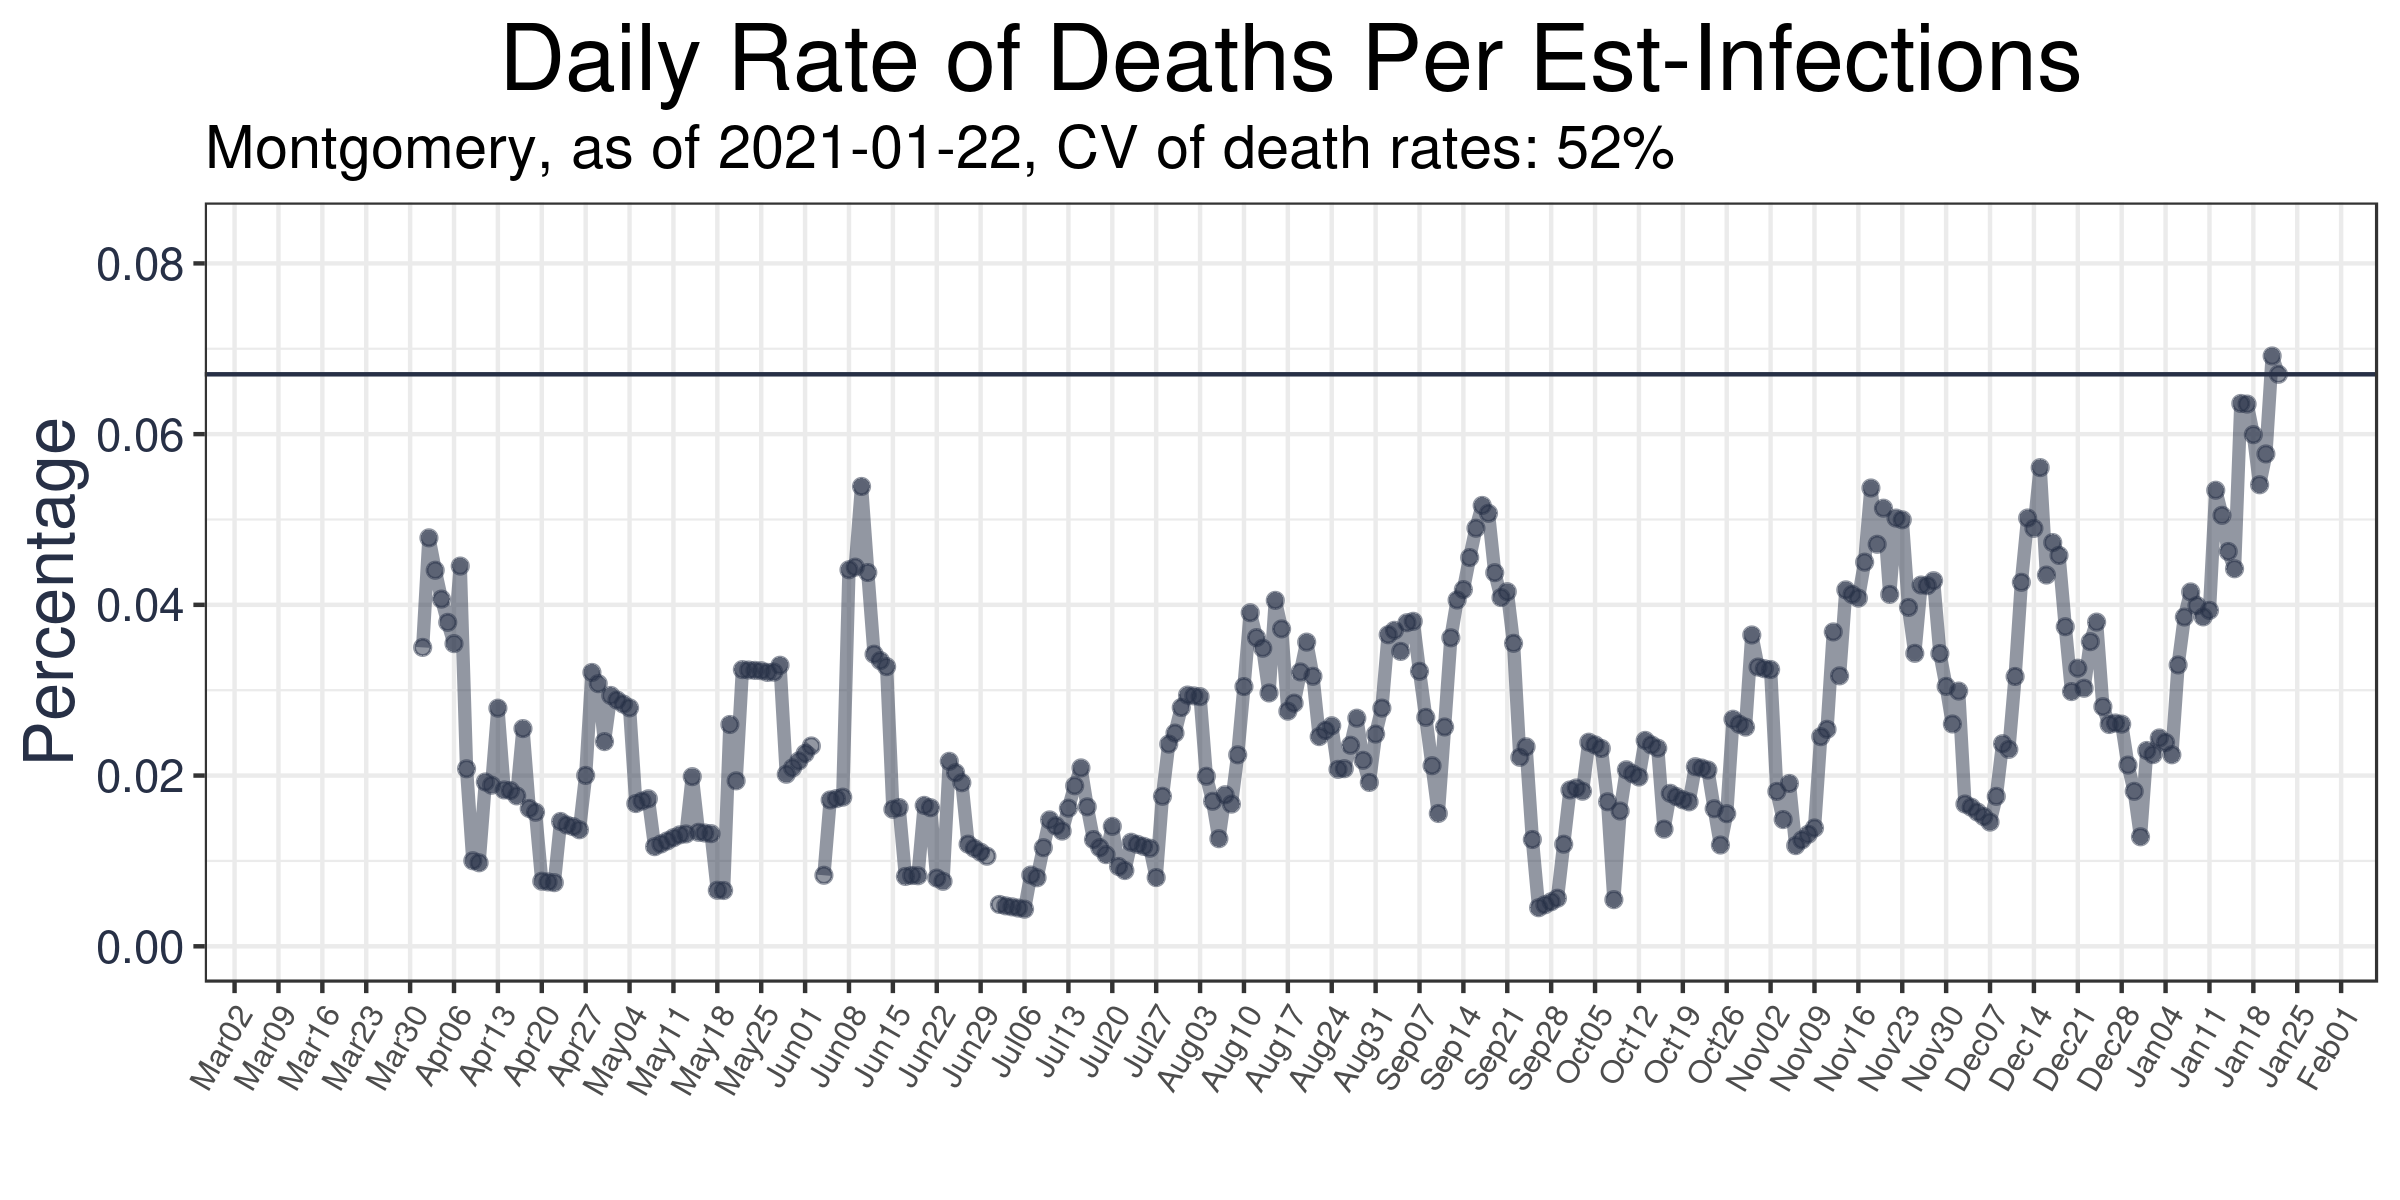 Daily Rate of Deaths Per Est-Infections
Montgomery, as of 2021-01-22, CV of death rates: 52%
Percentage
0.08
0.06
0.04
0.02
0.00
Mar02 Mar09 Mar16 Mar23 Mar30 Apr06 Apr13 Apr20 Apr27 May04 May11 May18 May25 Jun01 Jun08 Jun15 Jun22 Jun29 Jul06 Jul13 Jul20 Jul27 Aug03 Aug10 Aug17 Aug24 Aug31 Sep07 Sep14 Sep21 Sep28 Oct05 Oct12 Oct19 Oct26 Nov02 Nov09 Nov16 Nov23 Nov30 Dec07 Dec14 Dec21 Dec28 Jan04 Jan11 Jan18 Jan25 Feb01